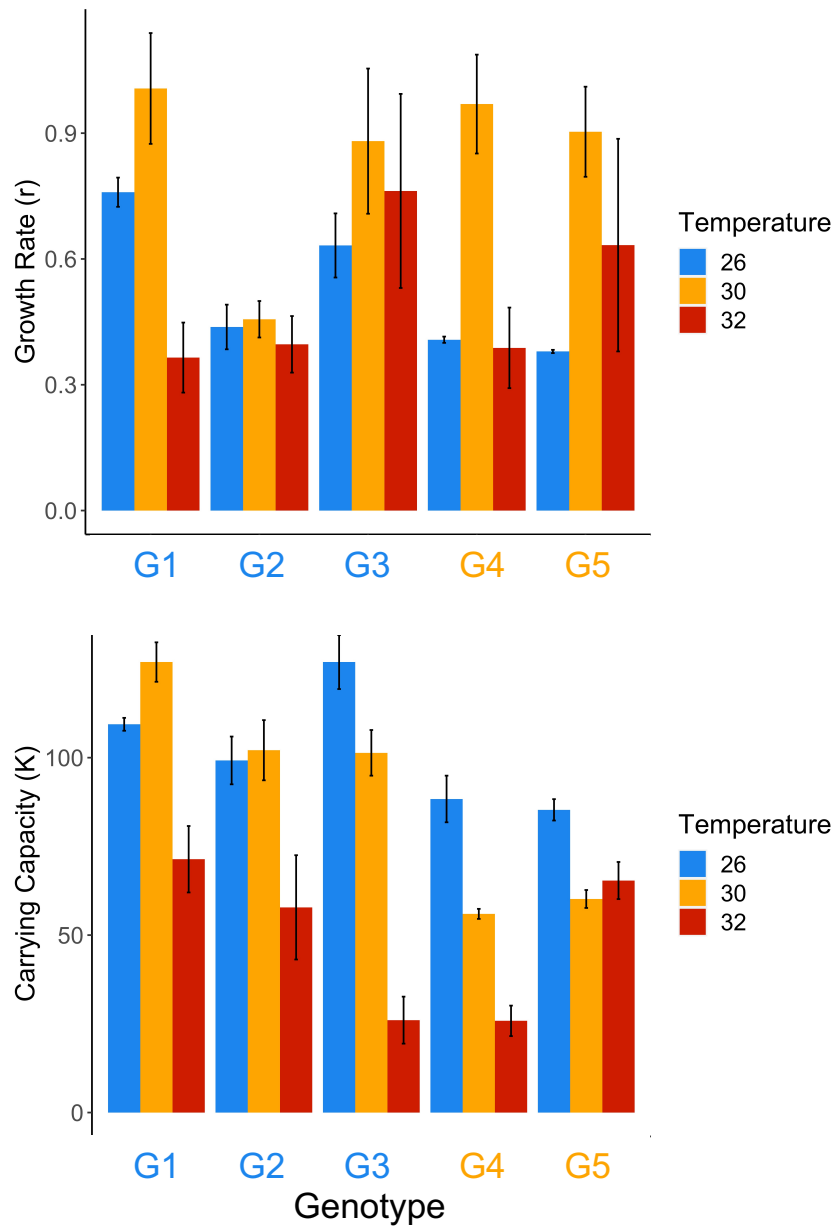 Growth Rate (r)
0.9
0.6
0.3
0.0
G1 G2 G3 G4 G5
Temperature
26
30
32
Carrying Capacity (K)
100
50
0
G1 G2 G3 G4 G5
Genotype
Temperature
26
30
32